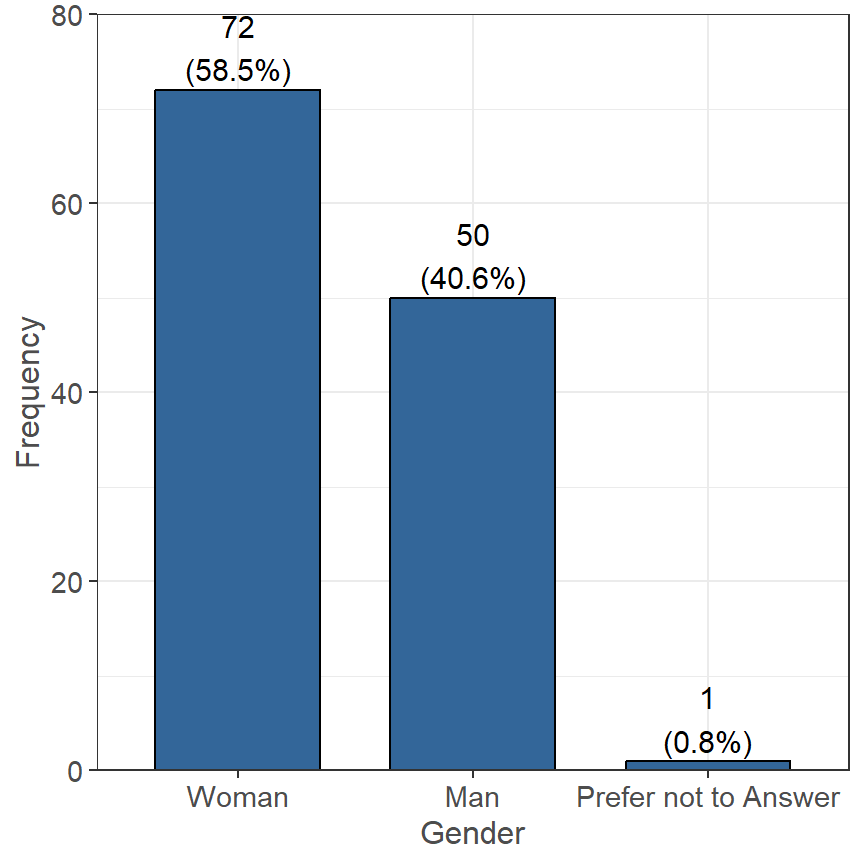 80
72
(58.5%)
60
50
(40.6%)
40
20
1
(0.8%)
0
Frequency
Woman
Man
Prefer not to Answer
Gender